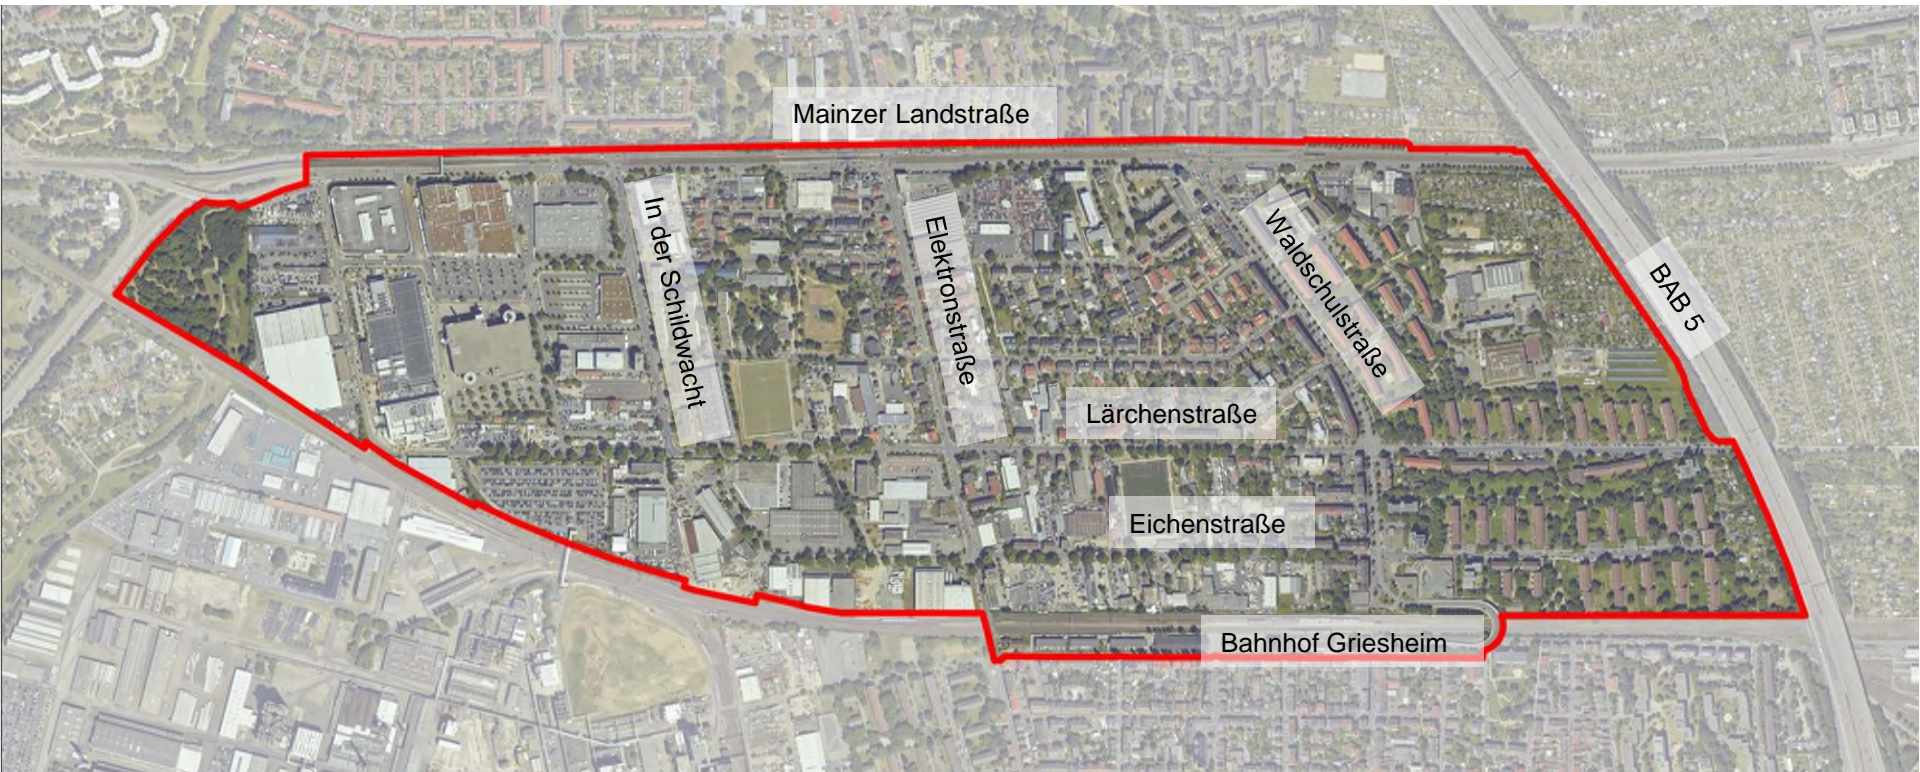 Mainzer Landstraße
In der Schildwacht
Elektronstraße
Waldschulstraße
BAB 5
Lärchenstraße
Eichenstraße
Bahnhof Griesheim